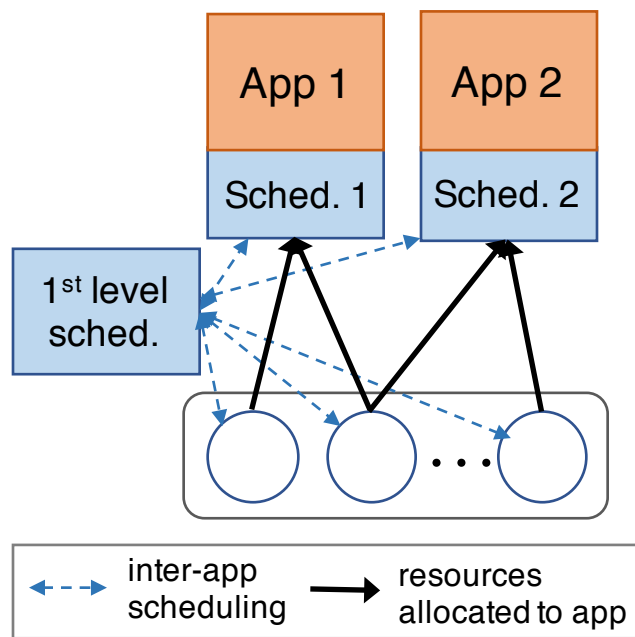 App 1
App 2
Sched. 1
Sched. 2
1st level
sched.
...
inter-app
scheduling
resources
allocated to app